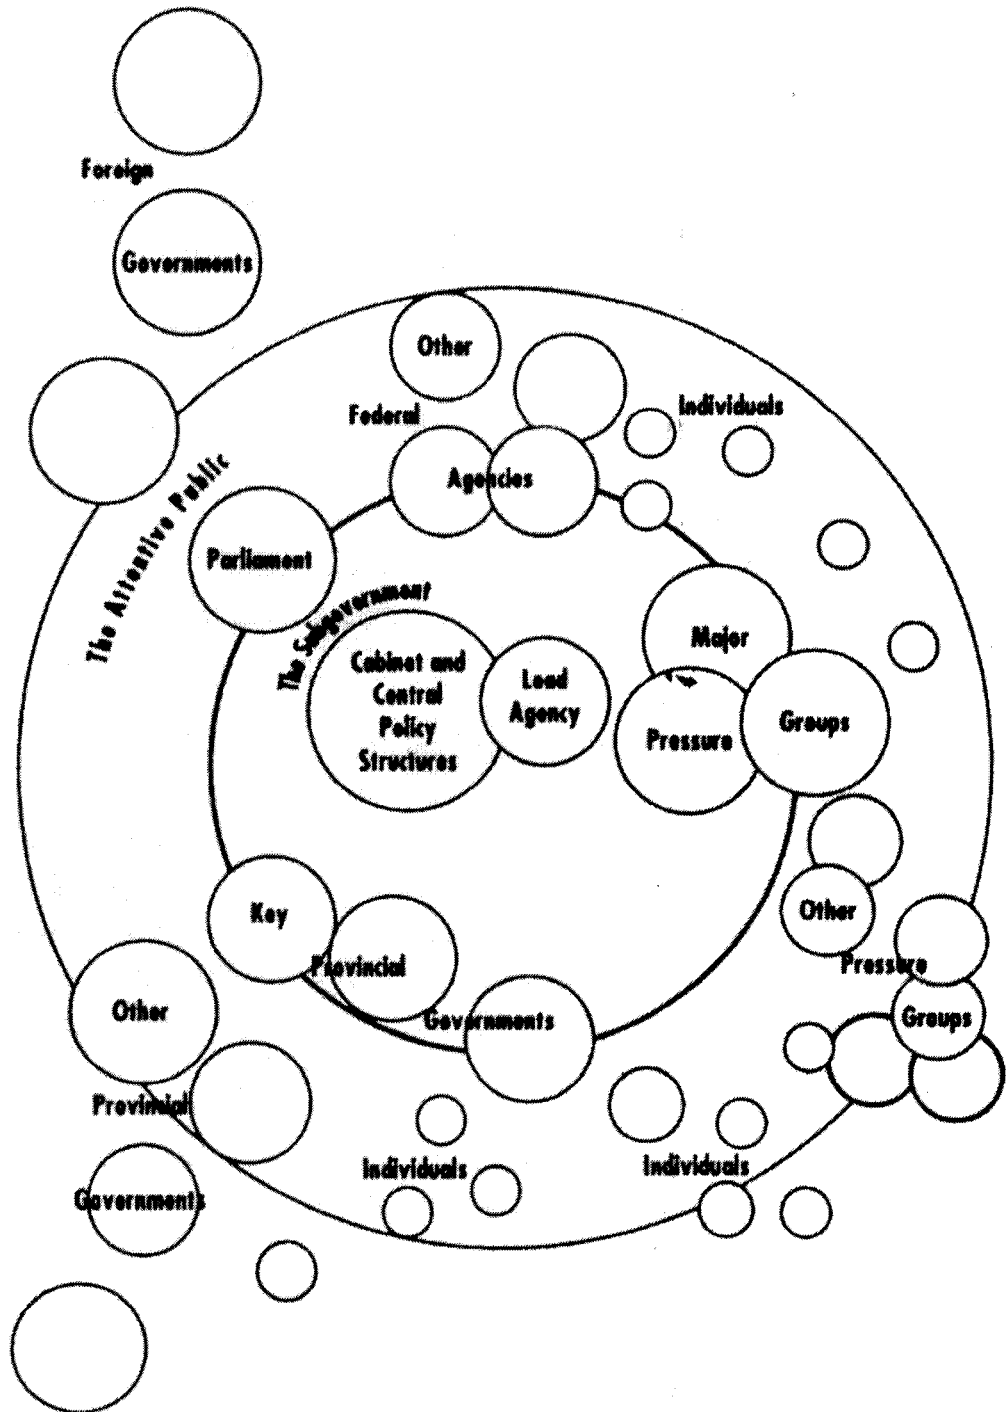 Foreign
Governments
Other
Federal
Individuals
Agencies
The Attentive Public
Parliament
The Subgovernment
Cabinet and
Central
Policy
Structures
Lead
Agency
Major
Pressure
Groups
Key
Provincial
Governments
Other
Pressure
Groups
Other
Provincial
Governments
Individuals
Individuals